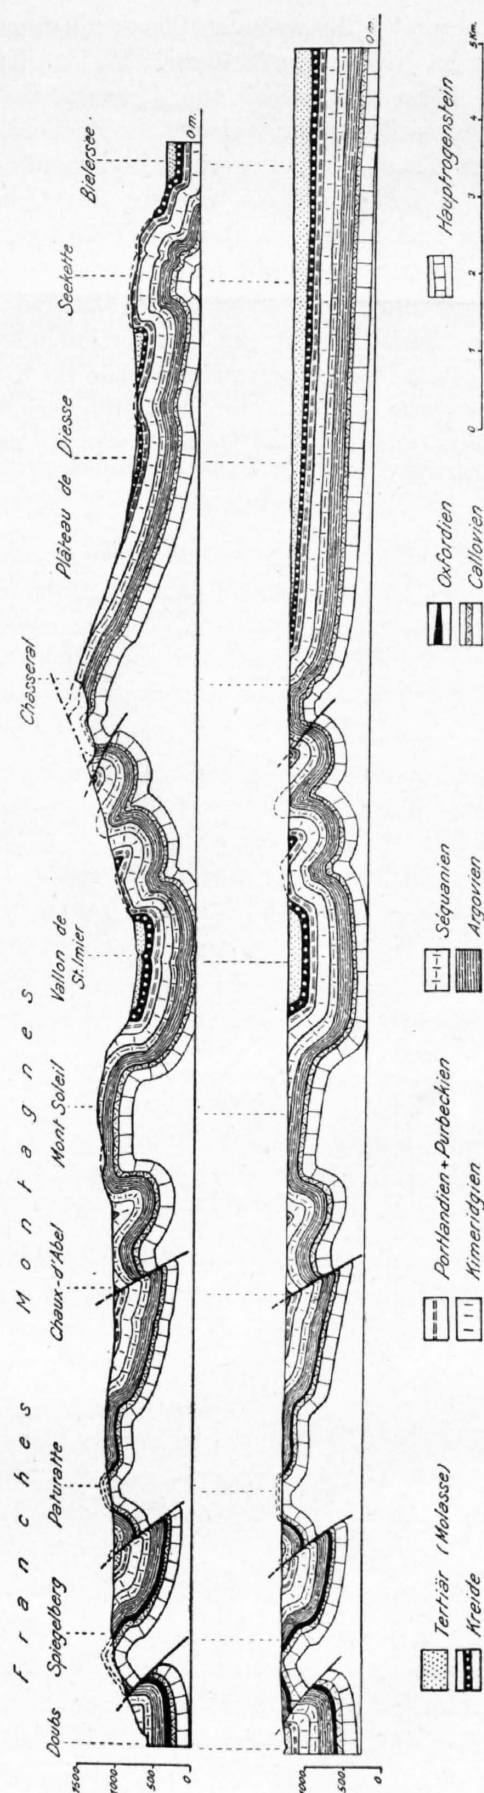 Franches Montagnes
Doubs
Spiegelberg
Paturatte
Chaux-d'Abel
Mont-Soleil
Vallon de
St.Imier
Chasseral
Plâteau de Diesse
Seekette
Bielersee
1500
1000
500
0
0 m.
1000
500
0
0 m.
Tertiär (Molasse)
Kreide
Portlandien+Purbeckien
Kimeridgien
Séquanien
Argovien
Oxfordien
Callovien
Hauptrogenstein
0
1
2
3
4
5 Km.